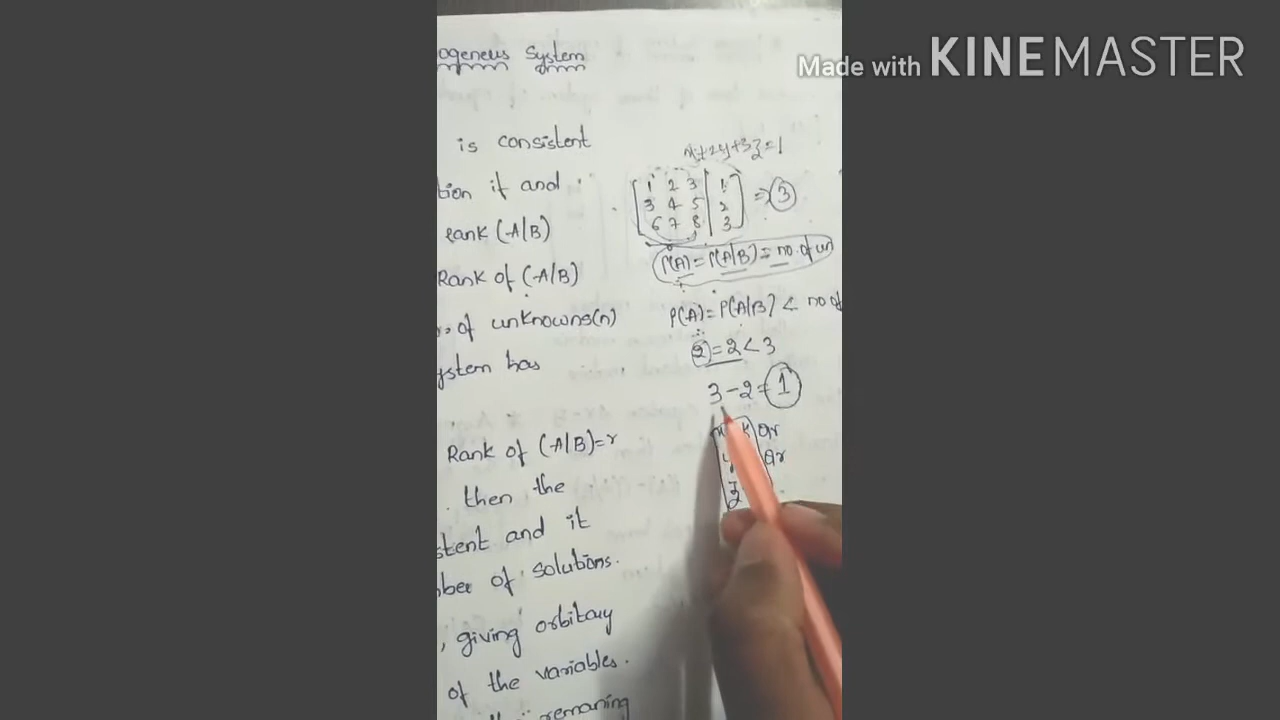 Made with KINEMASTER
ogeneus System
is consistent
tion if and
rank (A/B)
Rank of (A/B)
of unknowns(n)
ystem has
Rank of (A/B)=r
then the
stent and it
ber of solutions.
, giving orbitary
of the variables.
remaning
x+2y+3z=1
[1 2 3 | 1] => 3
3 4 5 | 2
6 7 8 | 3
ρ(A)=ρ(A/B)=no.of un
ρ(A)=ρ(A/B) < no of
2=2<3
3-2=1
x k Or
y Or
z